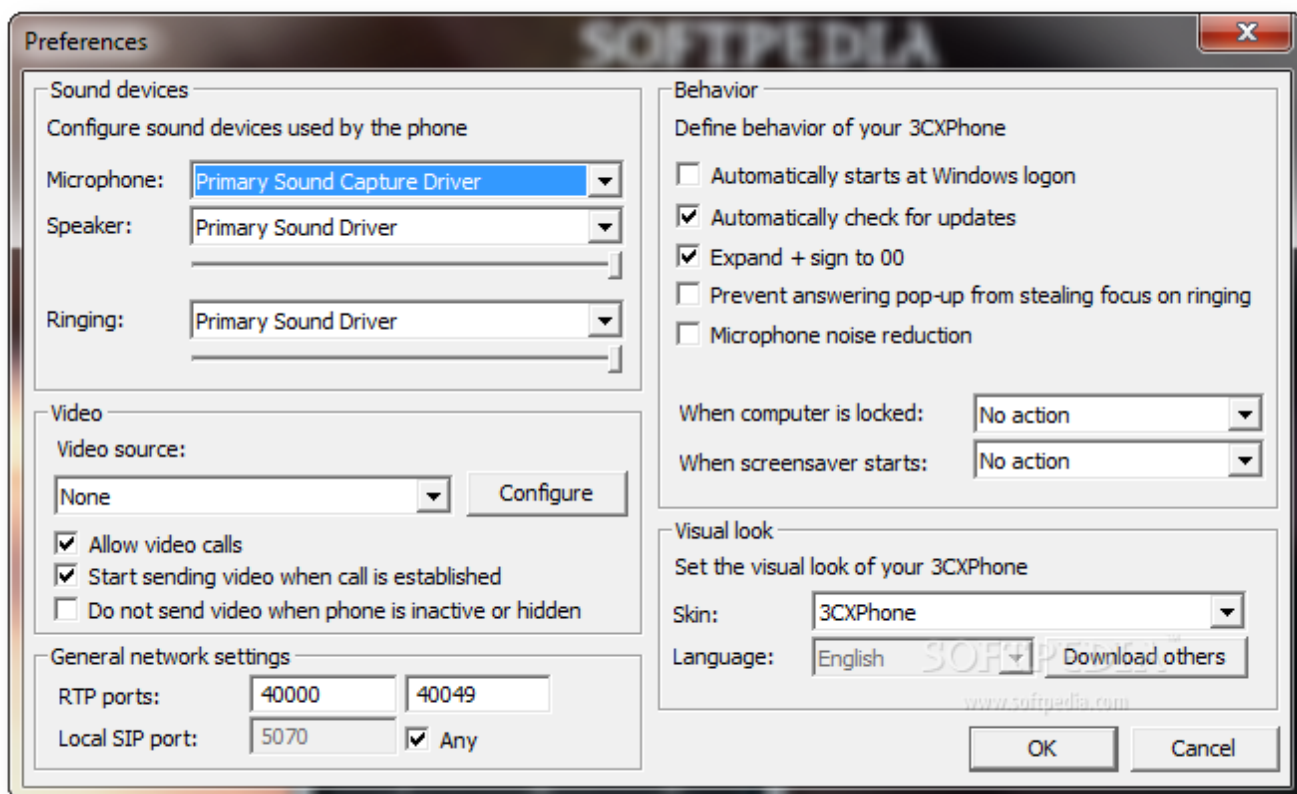 SOFTPEDIA
Preferences
Sound devices
Configure sound devices used by the phone
Microphone: Primary Sound Capture Driver
Speaker: Primary Sound Driver
Ringing: Primary Sound Driver
Video
Video source:
None Configure
Allow video calls
Start sending video when call is established
Do not send video when phone is inactive or hidden
General network settings
RTP ports: 40000 40049
Local SIP port: 5070 Any
Behavior
Define behavior of your 3CXPhone
Automatically starts at Windows logon
Automatically check for updates
Expand + sign to 00
Prevent answering pop-up from stealing focus on ringing
Microphone noise reduction
When computer is locked: No action
When screensaver starts: No action
Visual look
Set the visual look of your 3CXPhone
Skin: 3CXPhone
Language: English Download others
SOFTPEDIA™
www.softpedia.com
OK Cancel